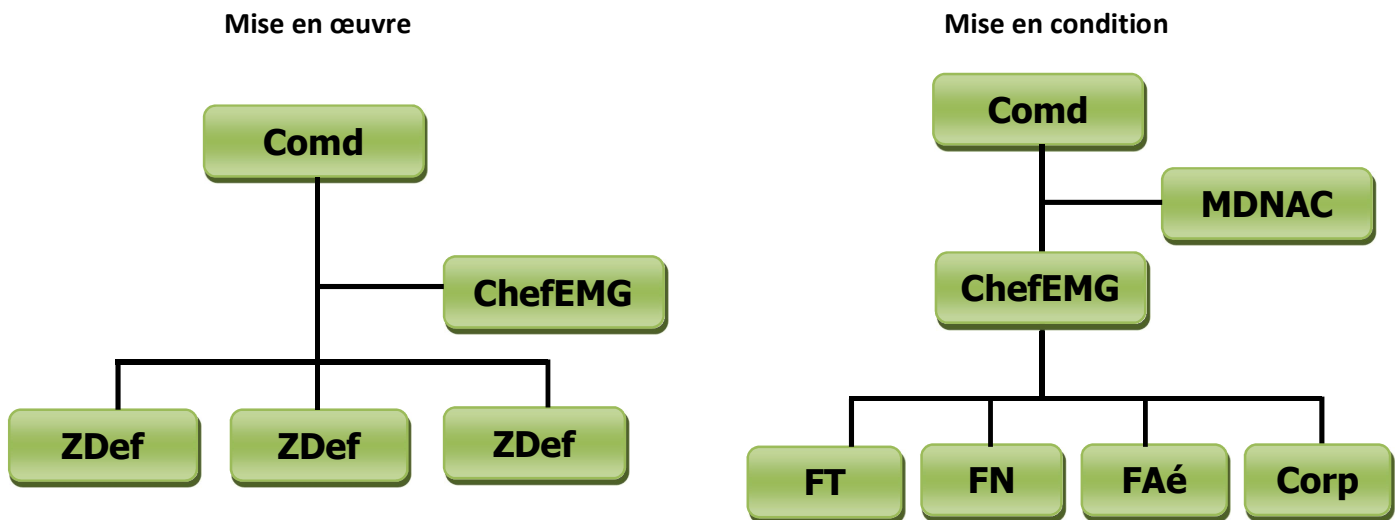 Mise en œuvre
Comd
ChefEMG
ZDef
ZDef
ZDef
Mise en condition
Comd
MDNAC
ChefEMG
FT
FN
FAé
Corp